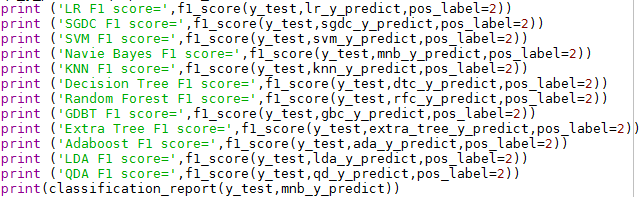 print ('LR F1 score=',f1_score(y_test,lr_y_predict,pos_label=2))
print ('SGDC F1 score=',f1_score(y_test,sgdc_y_predict,pos_label=2))
print ('SVM F1 score=',f1_score(y_test,svm_y_predict,pos_label=2))
print ('Navie Bayes F1 score=',f1_score(y_test,mnb_y_predict,pos_label=2))
print ('KNN F1 score=',f1_score(y_test,knn_y_predict,pos_label=2))
print ('Decision Tree F1 score=',f1_score(y_test,dtc_y_predict,pos_label=2))
print ('Random Forest F1 score=',f1_score(y_test,rfc_y_predict,pos_label=2))
print ('GDBT F1 score=',f1_score(y_test,gbc_y_predict,pos_label=2))
print ('Extra Tree F1 score=',f1_score(y_test,extra_tree_y_predict,pos_label=2))
print ('Adaboost F1 score=',f1_score(y_test,ada_y_predict,pos_label=2))
print ('LDA F1 score=',f1_score(y_test,lda_y_predict,pos_label=2))
print ('QDA F1 score=',f1_score(y_test,qd_y_predict,pos_label=2))
print(classification_report(y_test,mnb_y_predict))